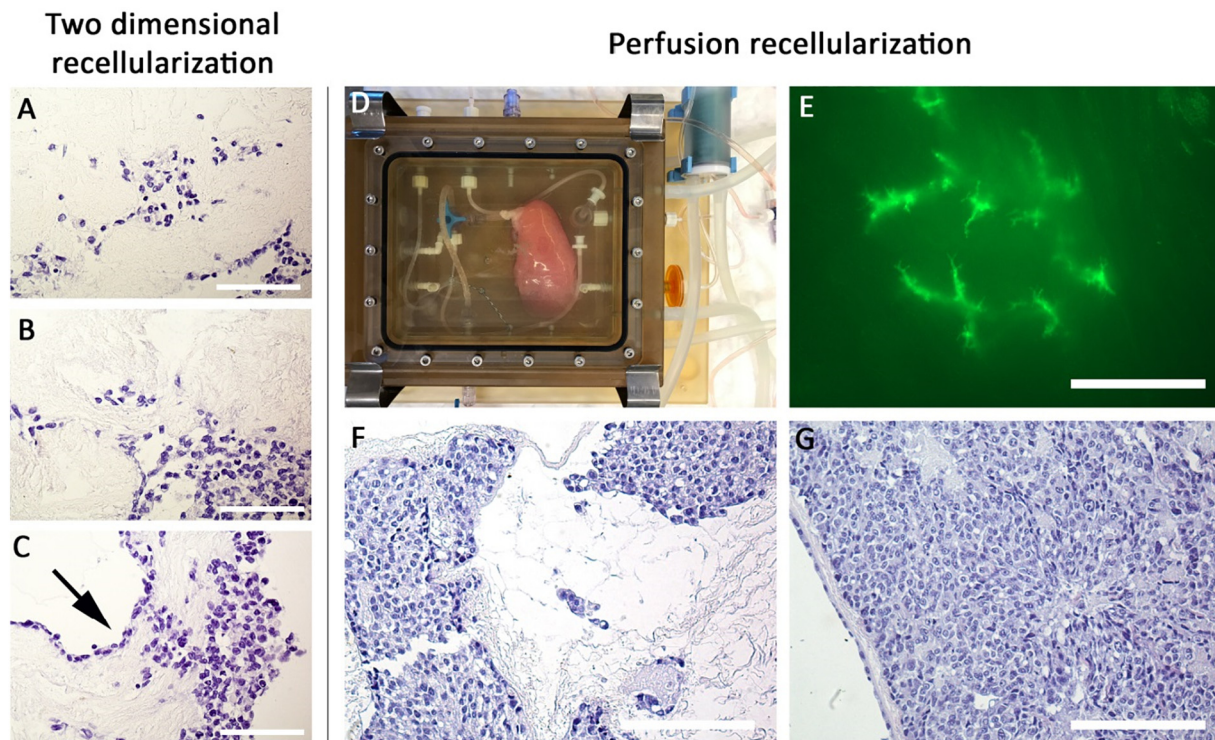 Two dimensional
recellularization
Perfusion recellularization
A
B
C
D
E
F
G